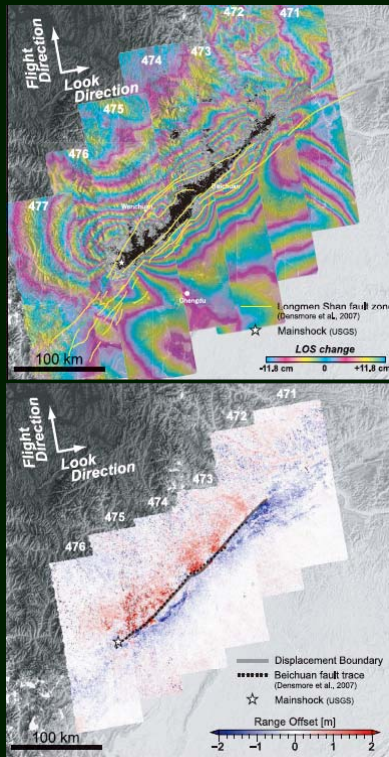 472
471
473
474
475
476
477
Flight
Direction
Look
Direction
Wenchuan
Beichuan
Chengdu
Longmen Shan fault zone
(Densmore et al., 2007)
Mainshock (USGS)
LOS change
-11.8 cm 0 +11.8 cm
100 km
Flight
Direction
Look
Direction
471
472
473
474
475
476
Displacement Boundary
Beichuan fault trace
(Densmore et al., 2007)
Mainshock (USGS)
Range Offset [m]
−2 −1 0 1 2
100 km